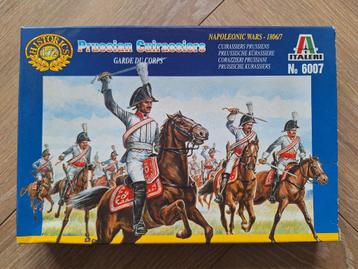 HISTORICS
1:72
Prussian Cuirassiers
GARDE DU CORPS
NAPOLEONIC WARS - 1806/7
CUIRASSIERS PRUSSIENS
PREUSSISCHE KÜRASSIERE
CORAZZIERI PRUSSIANI
PRUISISCHE KURASSIERS
ITALERI
No 6007